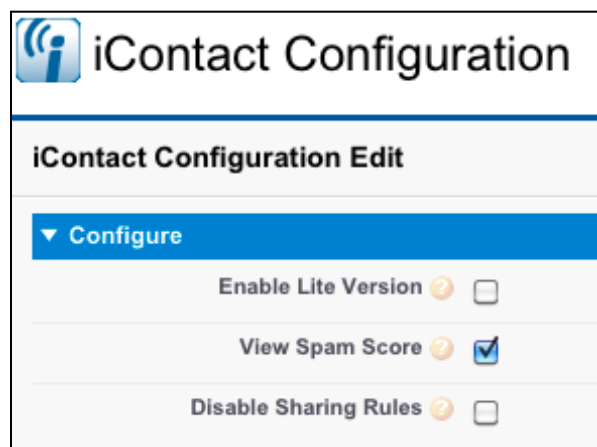 iContact Configuration
iContact Configuration Edit
Configure
Enable Lite Version ?
View Spam Score ?
Disable Sharing Rules ?